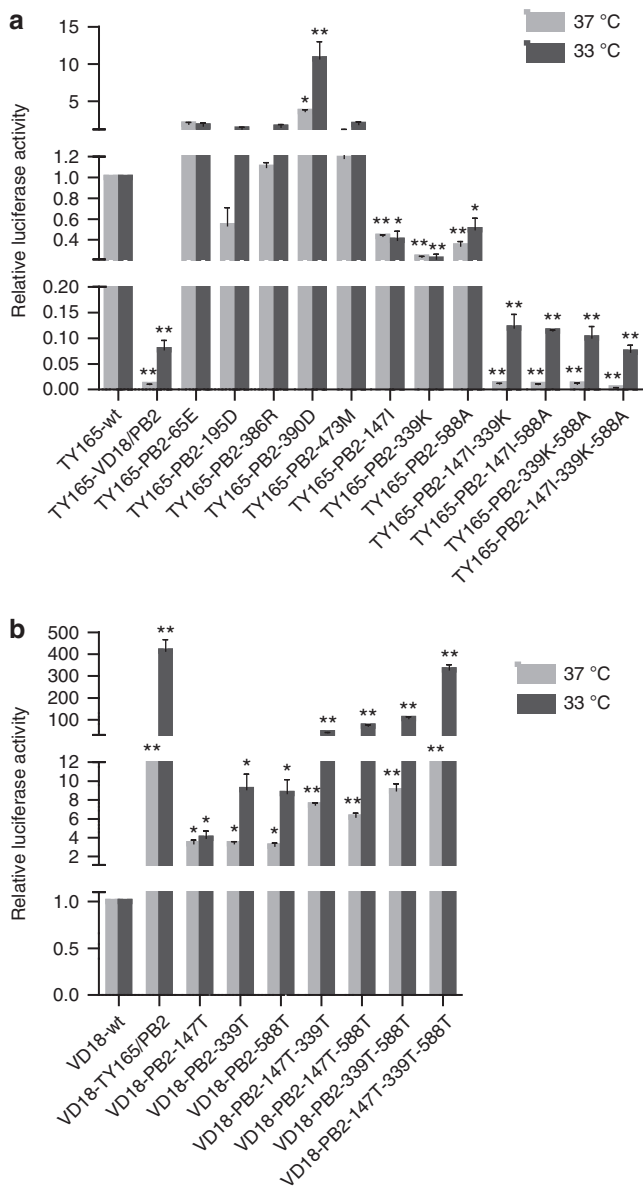 a
37 °C
33 °C
Relative luciferase activity
15
10
5
1.2
1.0
0.8
0.6
0.4
0.20
0.15
0.10
0.05
0.00
** ** * ** ** * ** ** ** * ** ** ** ** ** ** ** **
TY165-wt
TY165-VD18/PB2
TY165-PB2-65E
TY165-PB2-195D
TY165-PB2-386R
TY165-PB2-390D
TY165-PB2-473M
TY165-PB2-147I
TY165-PB2-339K
TY165-PB2-588A
TY165-PB2-147I-339K
TY165-PB2-147I-588A
TY165-PB2-339K-588A
TY165-PB2-147I-339K-588A
b
37 °C
33 °C
Relative luciferase activity
500
400
300
200
100
12
10
8
6
4
2
1.0
0.5
0.0
** ** * * * * * * ** ** ** ** ** ** ** **
VD18-wt
VD18-TY165/PB2
VD18-PB2-147T
VD18-PB2-339T
VD18-PB2-588T
VD18-PB2-147T-339T
VD18-PB2-147T-588T
VD18-PB2-339T-588T
VD18-PB2-147T-339T-588T